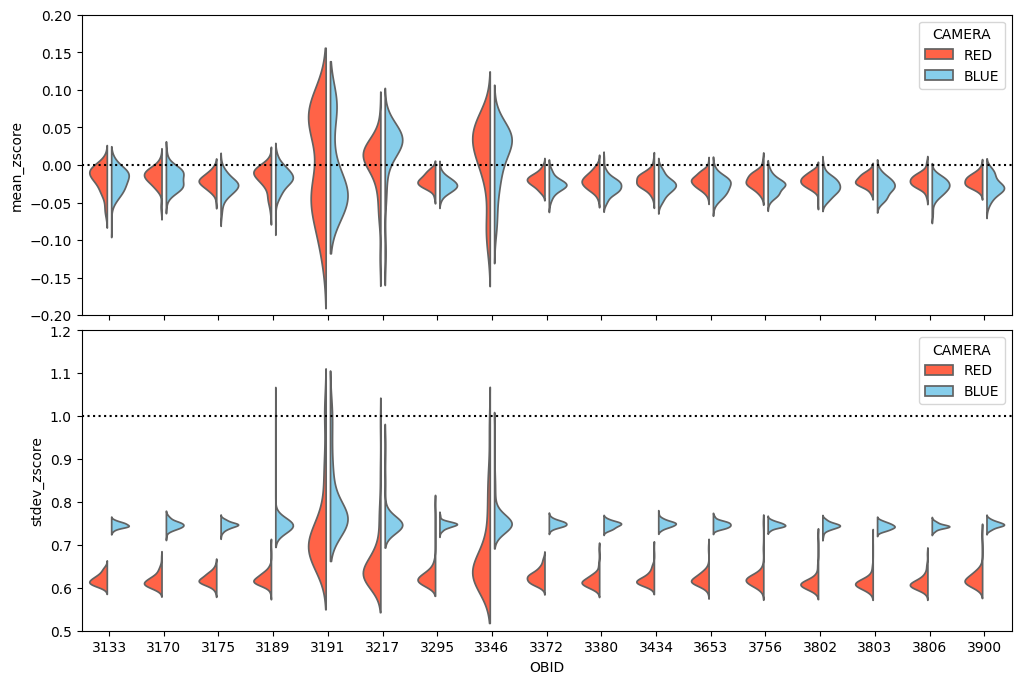 0.20
0.15
0.10
0.05
0.00
−0.05
−0.10
−0.15
−0.20
mean_zscore
CAMERA
RED
BLUE
1.2
1.1
1.0
0.9
0.8
0.7
0.6
0.5
stdev_zscore
CAMERA
RED
BLUE
3133 3170 3175 3189 3191 3217 3295 3346 3372 3380 3434 3653 3756 3802 3803 3806 3900
OBID